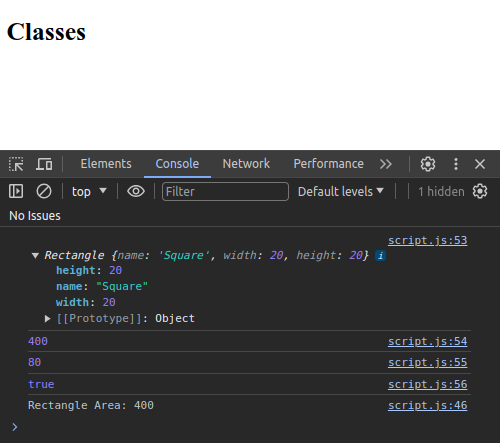 Classes
Elements Console Network Performance
top Filter Default levels 1 hidden
No Issues
script.js:53
Rectangle {name: 'Square', width: 20, height: 20} i
height: 20
name: "Square"
width: 20
[[Prototype]]: Object
400 script.js:54
80 script.js:55
true script.js:56
Rectangle Area: 400 script.js:46